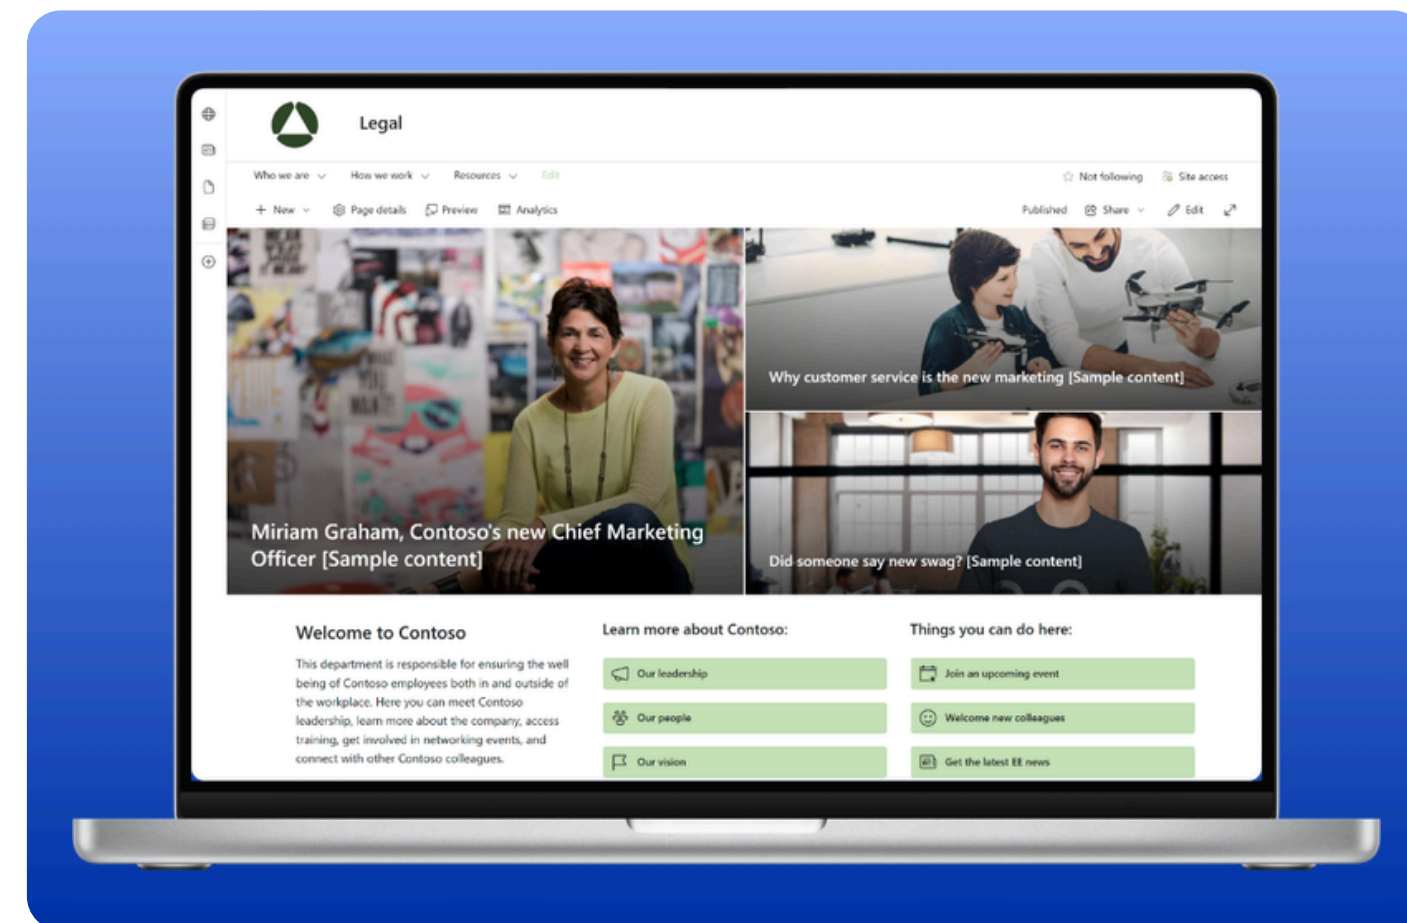 Legal
Who we are
How we work
Resources
Edit
Not following
Site access
New
Page details
Preview
Analytics
Published
Share
Edit
Miriam Graham, Contoso's new Chief Marketing
Officer [Sample content]
Why customer service is the new marketing [Sample content]
Did someone say new swag? [Sample content]
Welcome to Contoso
This department is responsible for ensuring the well
being of Contoso employees both in and outside of
the workplace. Here you can meet Contoso
leadership, learn more about the company, access
training, get involved in networking events, and
connect with other Contoso colleagues.
Learn more about Contoso:
Our leadership
Our people
Our vision
Things you can do here:
Join an upcoming event
Welcome new colleagues
Get the latest EE news